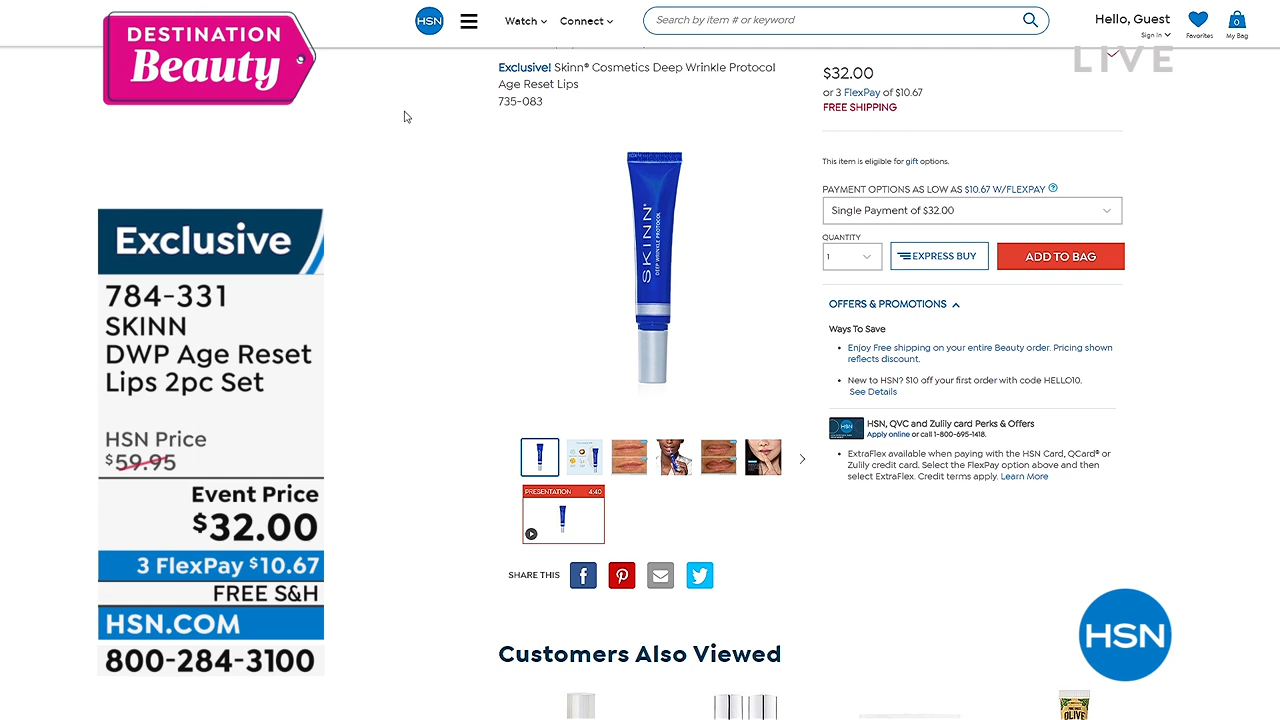 DESTINATION
Beauty
HSN
Watch
Connect
Search by item # or keyword
Hello, Guest
Sign In
Favorites
0
My Bag
LIVE
Exclusive! Skinn® Cosmetics Deep Wrinkle Protocol
Age Reset Lips
735-083
$32.00
or 3 FlexPay of $10.67
FREE SHIPPING
This item is eligible for gift options.
PAYMENT OPTIONS AS LOW AS $10.67 W/FLEXPAY ?
Single Payment of $32.00
QUANTITY
1
EXPRESS BUY
ADD TO BAG
OFFERS & PROMOTIONS
Ways To Save
• Enjoy Free shipping on your entire Beauty order. Pricing shown
reflects discount.
• New to HSN? $10 off your first order with code HELLO10.
See Details
HSN
HSN, QVC and Zulily card Perks & Offers
Apply online or call 1-800-695-1418.
• ExtraFlex available when paying with the HSN Card, QCard® or
Zulily credit card. Select the FlexPay option above and then
select ExtraFlex. Credit terms apply. Learn More
SKINN®
DEEP WRINKLE PROTOCOL
PRESENTATION 4:40
SHARE THIS
Customers Also Viewed
OLIVE
Exclusive
784-331
SKINN
DWP Age Reset
Lips 2pc Set
HSN Price
$59.95
Event Price
$32.00
3 FlexPay $10.67
FREE S&H
HSN.COM
800-284-3100
HSN